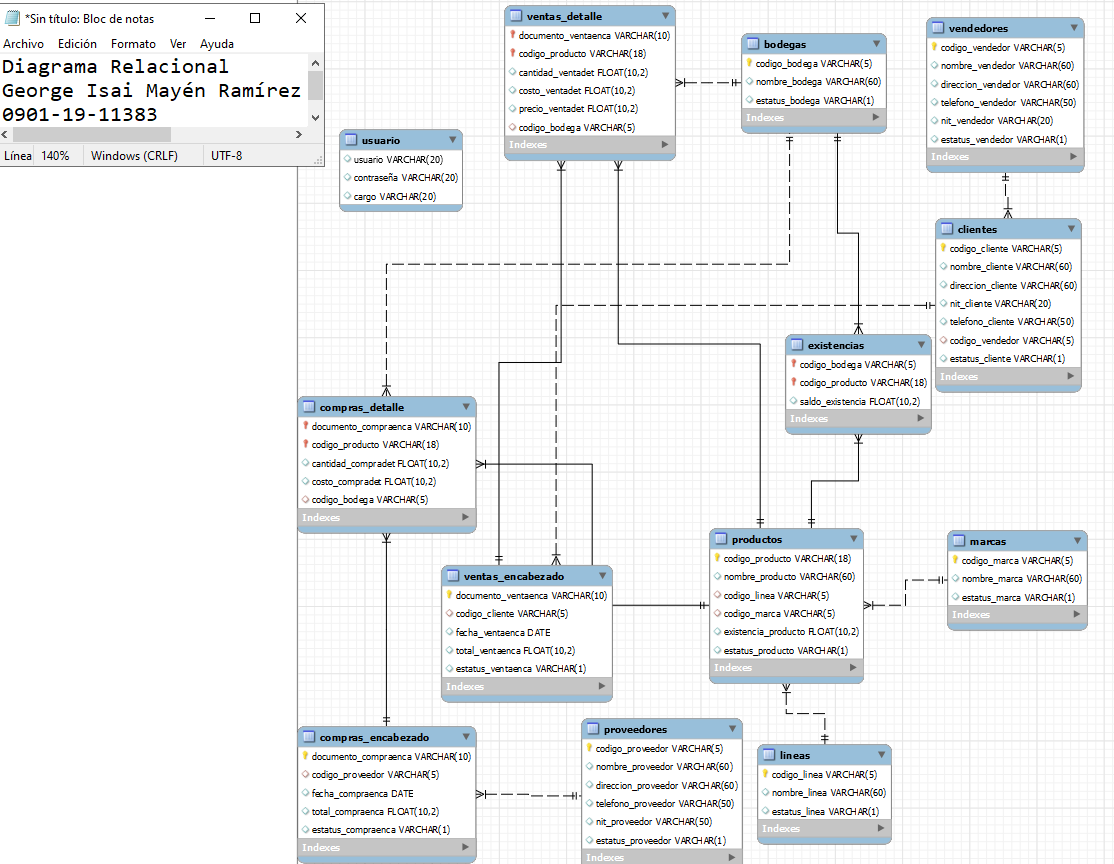 *Sin título: Bloc de notas
Archivo Edición Formato Ver Ayuda
Diagrama Relacional
George Isai Mayén Ramírez
0901-19-11383
Línea 140% Windows (CRLF) UTF-8
usuario
usuario VARCHAR(20)
contraseña VARCHAR(20)
cargo VARCHAR(20)
ventas_detalle
documento_ventaenca VARCHAR(10)
codigo_producto VARCHAR(18)
cantidad_ventadet FLOAT(10,2)
costo_ventadet FLOAT(10,2)
precio_ventadet FLOAT(10,2)
codigo_bodega VARCHAR(5)
Indexes
bodegas
codigo_bodega VARCHAR(5)
nombre_bodega VARCHAR(60)
estatus_bodega VARCHAR(1)
Indexes
vendedores
codigo_vendedor VARCHAR(5)
nombre_vendedor VARCHAR(60)
direccion_vendedor VARCHAR(60)
telefono_vendedor VARCHAR(50)
nit_vendedor VARCHAR(20)
estatus_vendedor VARCHAR(1)
Indexes
clientes
codigo_cliente VARCHAR(5)
nombre_cliente VARCHAR(60)
direccion_cliente VARCHAR(60)
nit_cliente VARCHAR(20)
telefono_cliente VARCHAR(50)
codigo_vendedor VARCHAR(5)
estatus_cliente VARCHAR(1)
Indexes
existencias
codigo_bodega VARCHAR(5)
codigo_producto VARCHAR(18)
saldo_existencia FLOAT(10,2)
Indexes
compras_detalle
documento_compraenca VARCHAR(10)
codigo_producto VARCHAR(18)
cantidad_compradet FLOAT(10,2)
costo_compradet FLOAT(10,2)
codigo_bodega VARCHAR(5)
Indexes
ventas_encabezado
documento_ventaenca VARCHAR(10)
codigo_cliente VARCHAR(5)
fecha_ventaenca DATE
total_ventaenca FLOAT(10,2)
estatus_ventaenca VARCHAR(1)
Indexes
productos
codigo_producto VARCHAR(18)
nombre_producto VARCHAR(60)
codigo_linea VARCHAR(5)
codigo_marca VARCHAR(5)
existencia_producto FLOAT(10,2)
estatus_producto VARCHAR(1)
Indexes
marcas
codigo_marca VARCHAR(5)
nombre_marca VARCHAR(60)
estatus_marca VARCHAR(1)
Indexes
compras_encabezado
documento_compraenca VARCHAR(10)
codigo_proveedor VARCHAR(5)
fecha_compraenca DATE
total_compraenca FLOAT(10,2)
estatus_compraenca VARCHAR(1)
Indexes
proveedores
codigo_proveedor VARCHAR(5)
nombre_proveedor VARCHAR(60)
direccion_proveedor VARCHAR(60)
telefono_proveedor VARCHAR(50)
nit_proveedor VARCHAR(50)
estatus_proveedor VARCHAR(1)
Indexes
lineas
codigo_linea VARCHAR(5)
nombre_linea VARCHAR(60)
estatus_linea VARCHAR(1)
Indexes